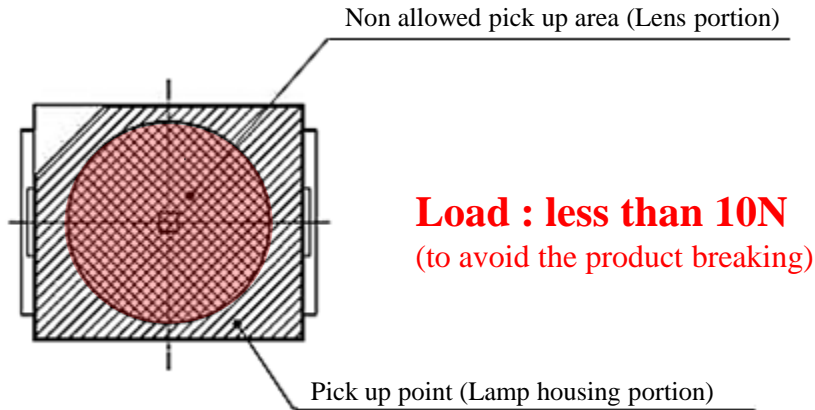 Non allowed pick up area (Lens portion)
Load : less than 10N
(to avoid the product breaking)
Pick up point (Lamp housing portion)